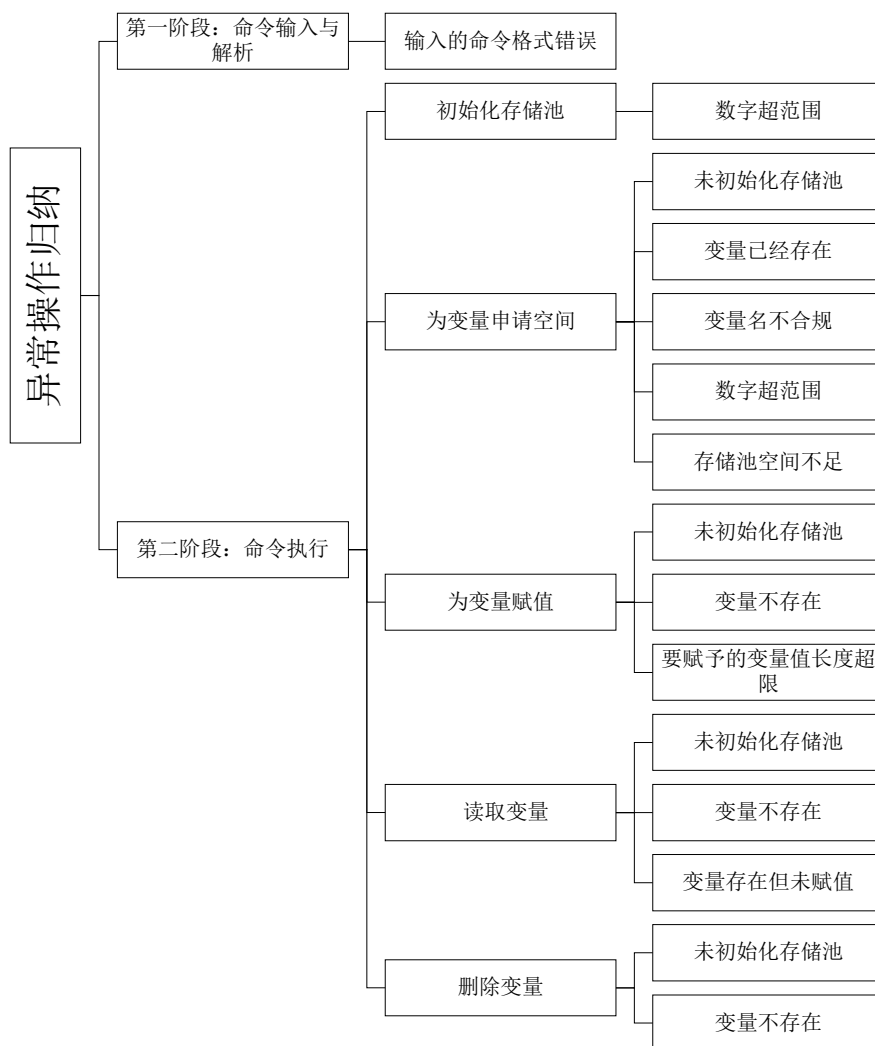 异常操作归纳
第一阶段：命令输入与
解析
输入的命令格式错误
第二阶段：命令执行
初始化存储池
数字超范围
为变量申请空间
未初始化存储池
变量已经存在
变量名不合规
数字超范围
存储池空间不足
为变量赋值
未初始化存储池
变量不存在
要赋予的变量值长度超
限
读取变量
未初始化存储池
变量不存在
变量存在但未赋值
删除变量
未初始化存储池
变量不存在